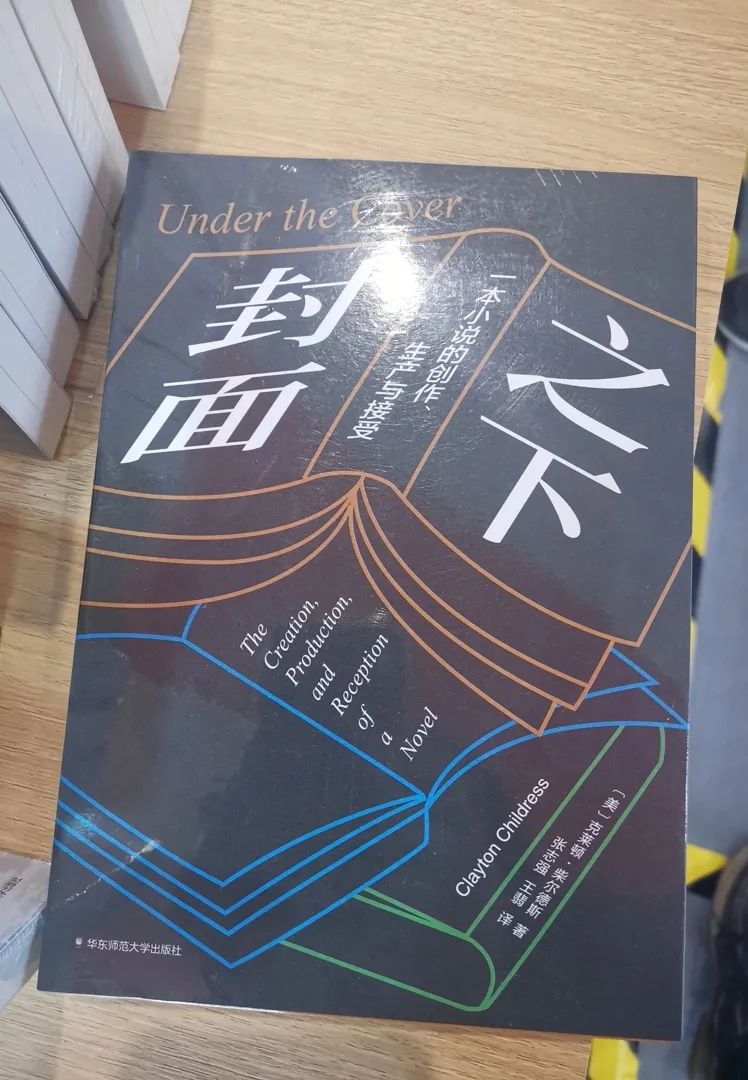 Under the Cover
封面
之下
一本小说的创作、
生产与接受
The
Creation,
Production,
and
Reception
of
a
Novel
Clayton Childress
［美］克莱顿·柴尔德斯 著
张志强 王翡 译
华东师范大学出版社